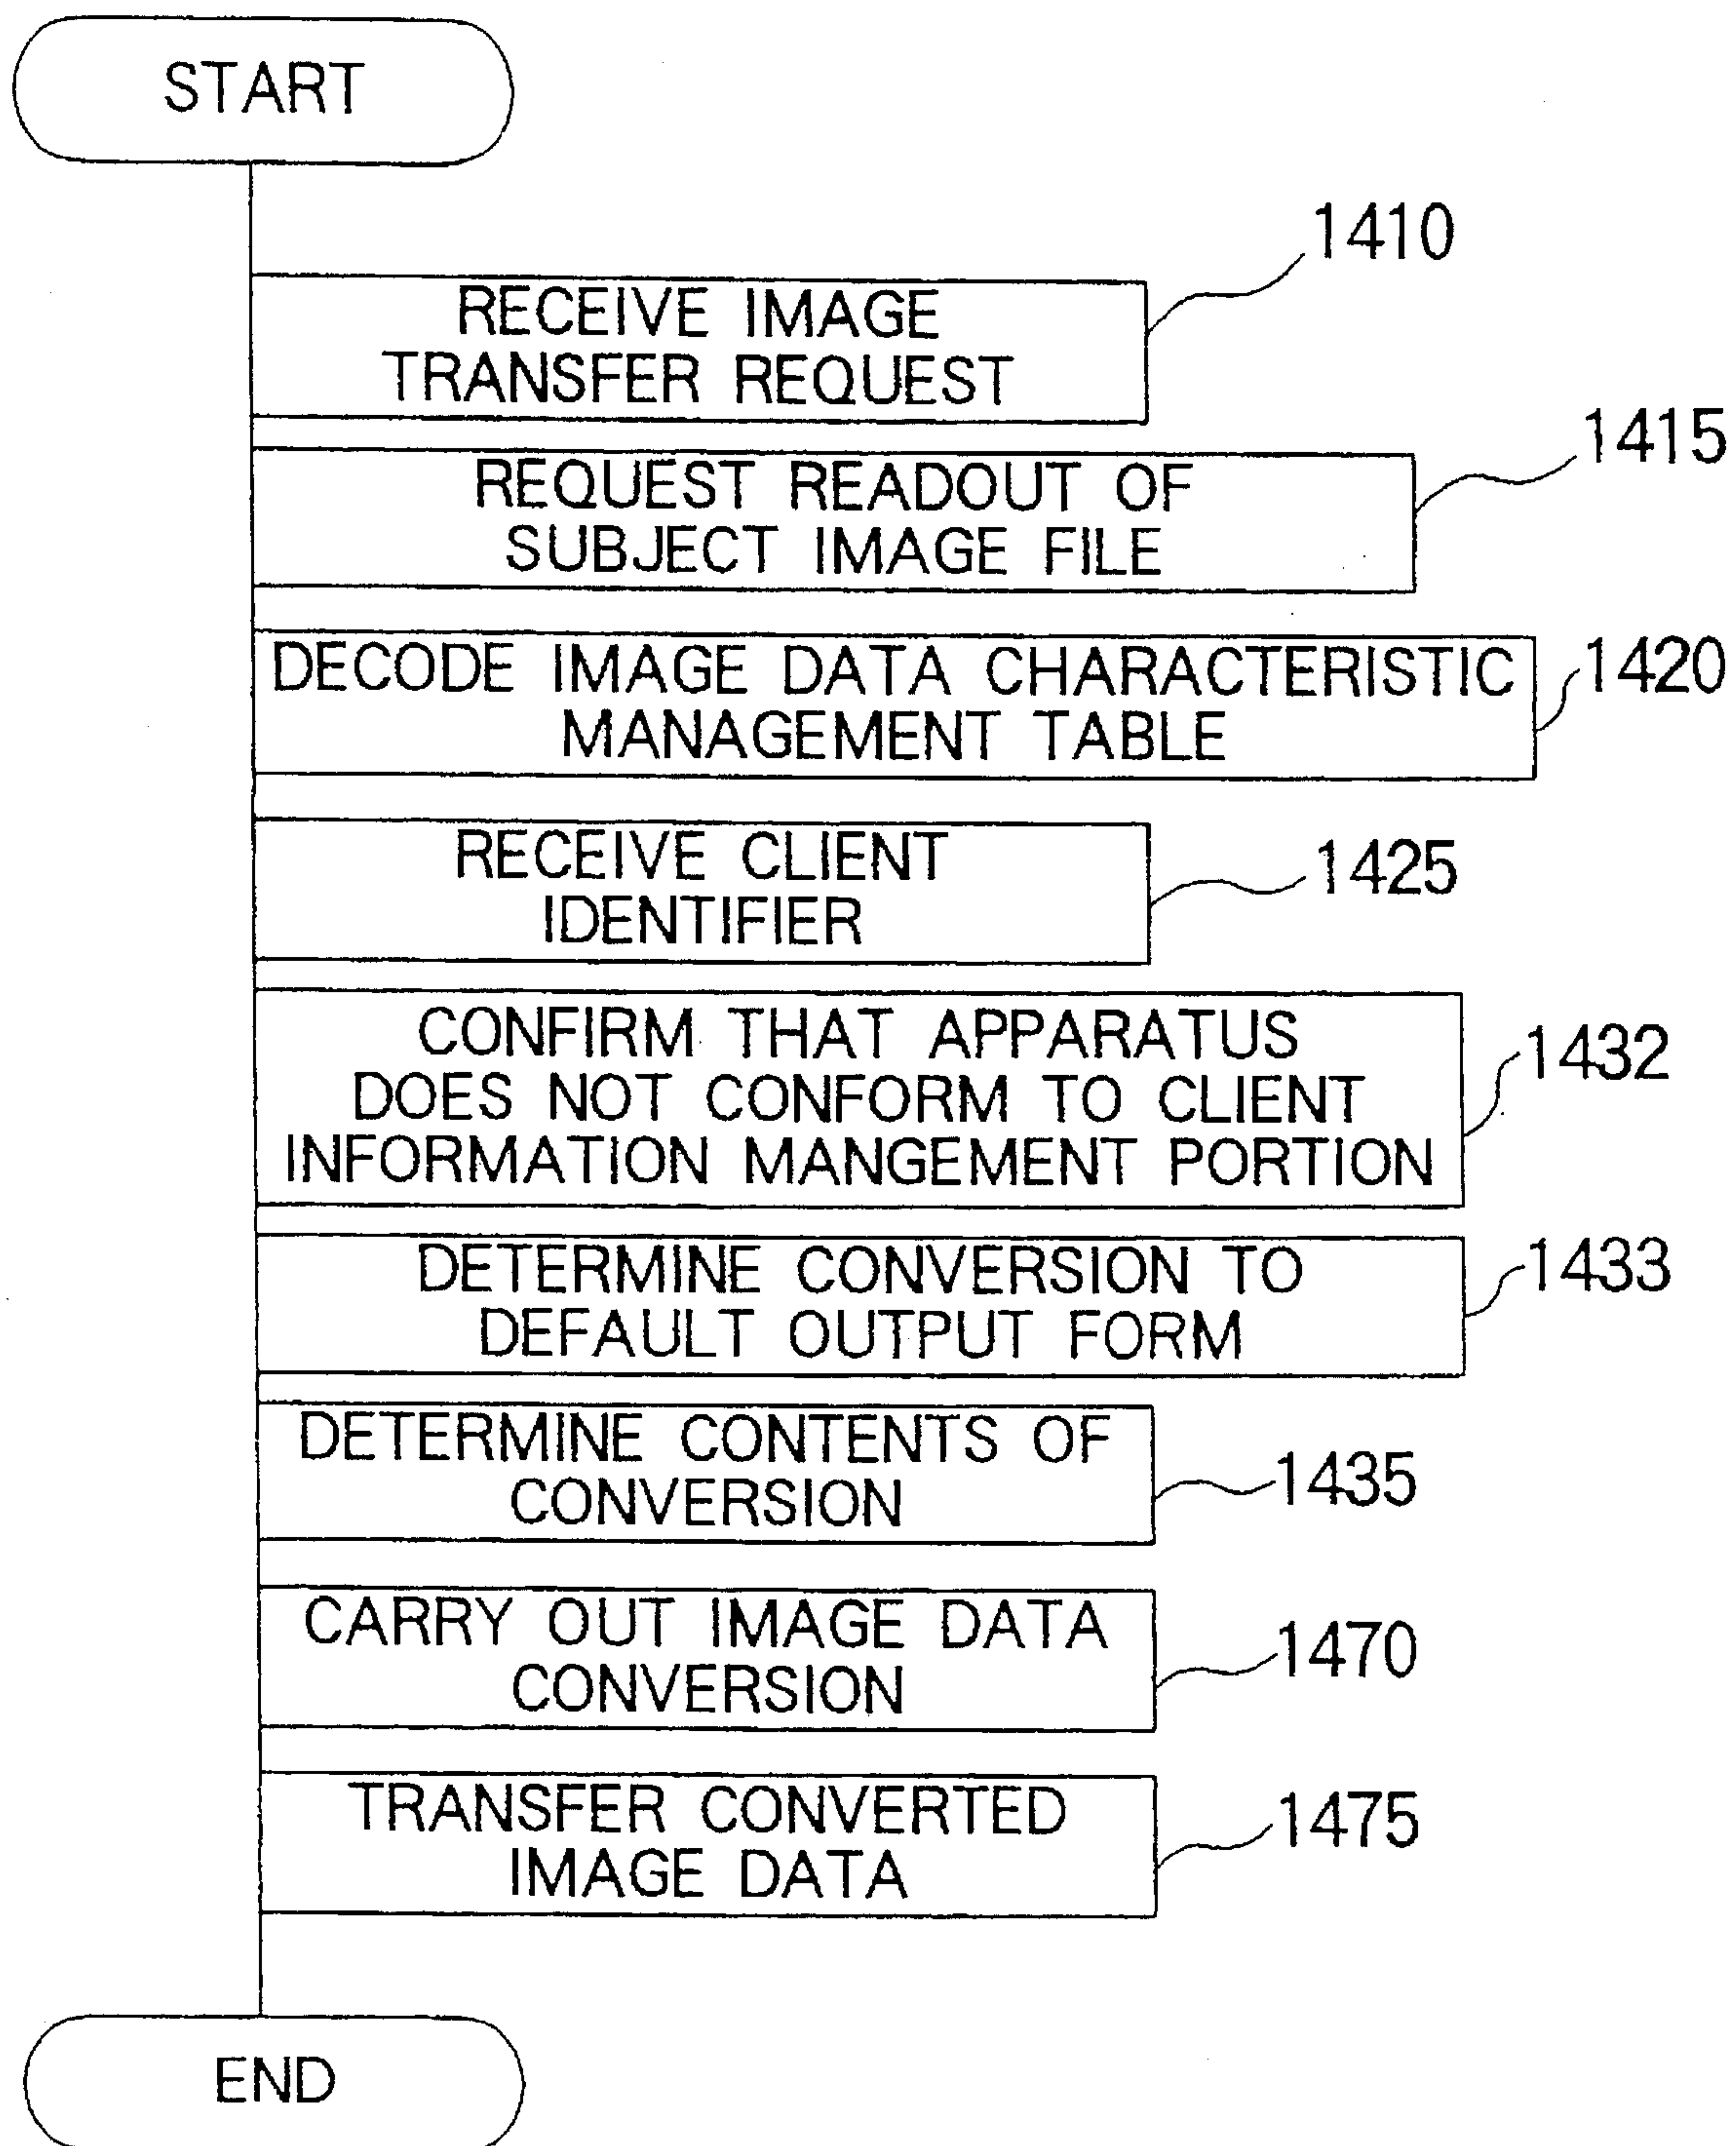 START
1410
RECEIVE IMAGE
TRANSFER REQUEST
1415
REQUEST READOUT OF
SUBJECT IMAGE FILE
1420
DECODE IMAGE DATA CHARACTERISTIC
MANAGEMENT TABLE
1425
RECEIVE CLIENT
IDENTIFIER
1432
CONFIRM THAT APPARATUS
DOES NOT CONFORM TO CLIENT
INFORMATION MANGEMENT PORTION
1433
DETERMINE CONVERSION TO
DEFAULT OUTPUT FORM
1435
DETERMINE CONTENTS OF
CONVERSION
1470
CARRY OUT IMAGE DATA
CONVERSION
1475
TRANSFER CONVERTED
IMAGE DATA
END